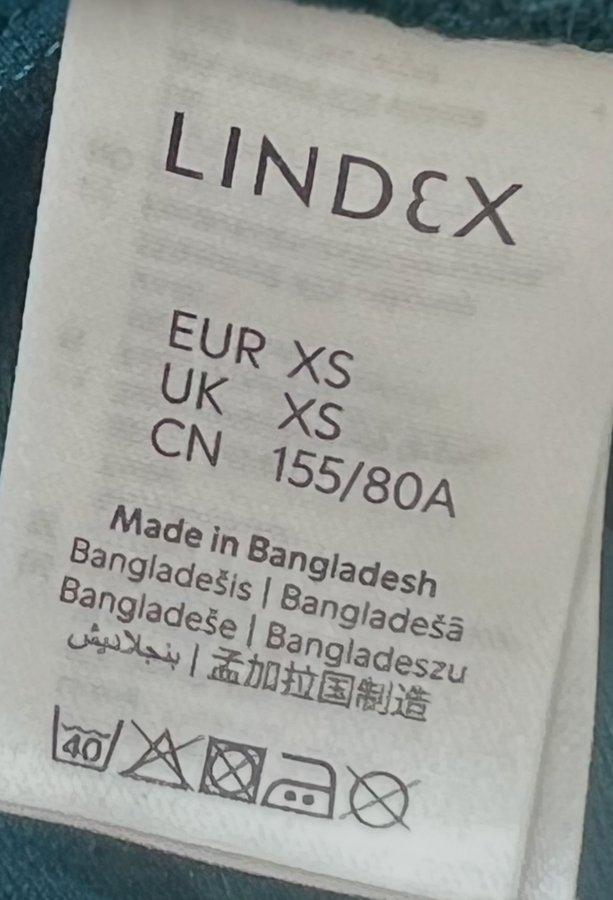 LINDEX
EUR XS
UK XS
CN 155/80A
Made in Bangladesh
Bangladešis | Bangladešā
Bangladeše | Bangladeszu
بنجلاديش | 孟加拉国制造
40